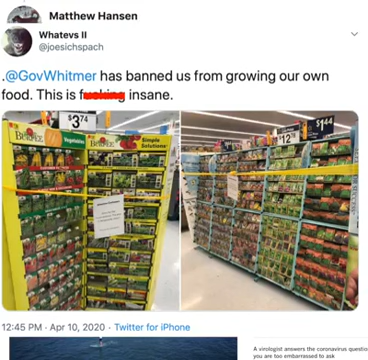 Matthew Hansen
Whatevs II
@joesichspach
.@GovWhitmer has banned us from growing our own
food. This is insane.
$3 74
BURPEE
Vegetables
BURPEE
Simple
Solutions
$12
$1 44
12:45 PM · Apr 10, 2020 · Twitter for iPhone
A virologist answers the coronavirus questio
you are too embarrassed to ask